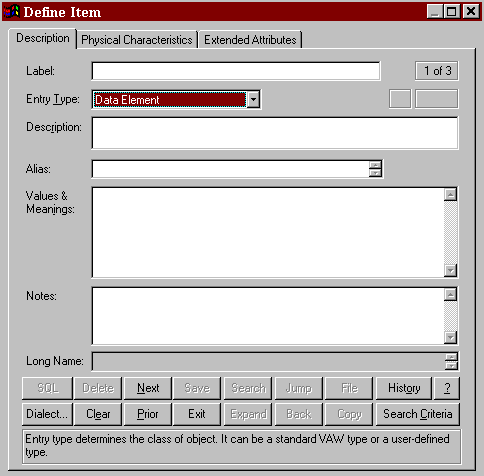 Define Item
Description Physical Characteristics Extended Attributes
Label: 1 of 3
Entry Type: Data Element
Description:
Alias:
Values &
Meanings:
Notes:
Long Name:
SQL Delete Next Save Search Jump File History ?
Dialect... Clear Prior Exit Expand Back Copy Search Criteria
Entry type determines the class of object. It can be a standard VAW type or a user-defined
type.